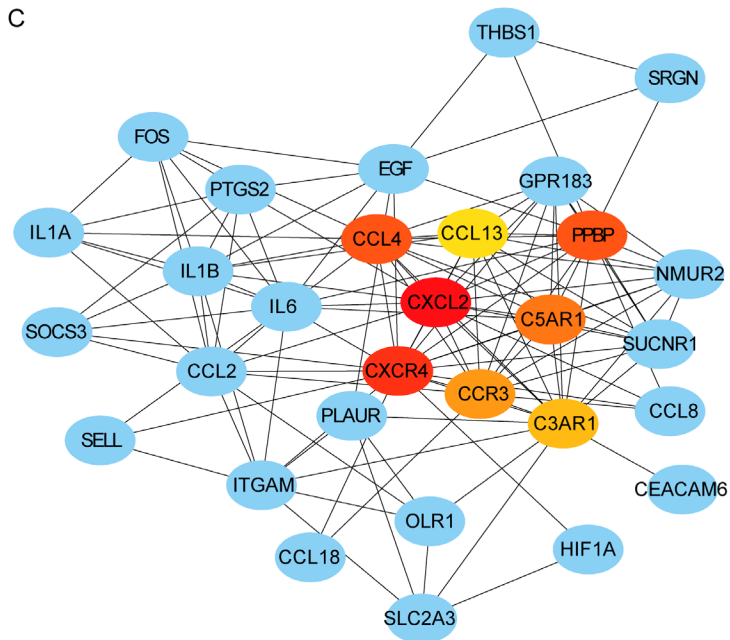 C
THBS1
SRGN
FOS
EGF
GPR183
PTGS2
IL1A
CCL4
CCL13
PPBP
IL1B
NMUR2
IL6
CXCL2
C5AR1
SOCS3
SUCNR1
CCL2
CXCR4
CCR3
PLAUR
CCL8
C3AR1
SELL
ITGAM
CEACAM6
OLR1
CCL18
HIF1A
SLC2A3